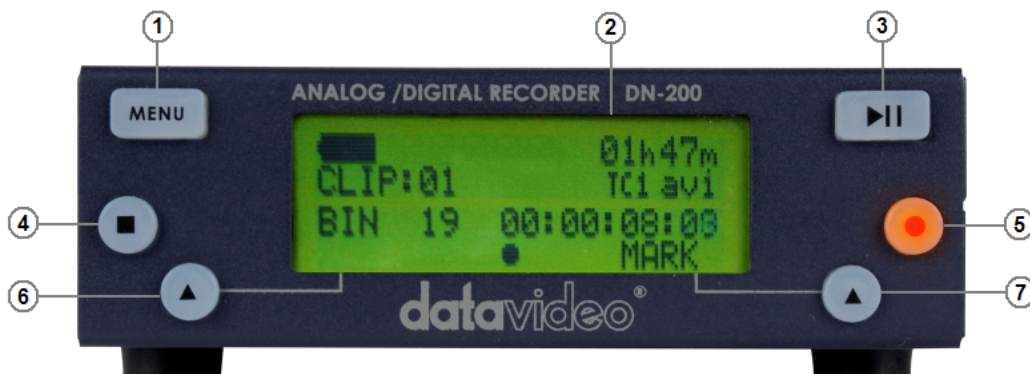 1
2
3
ANALOG /DIGITAL RECORDER DN-200
MENU
01h47m
CLIP:01 TC1 avi
BIN 19 00:00:08:08
MARK
4
5
6
7
datavideo®